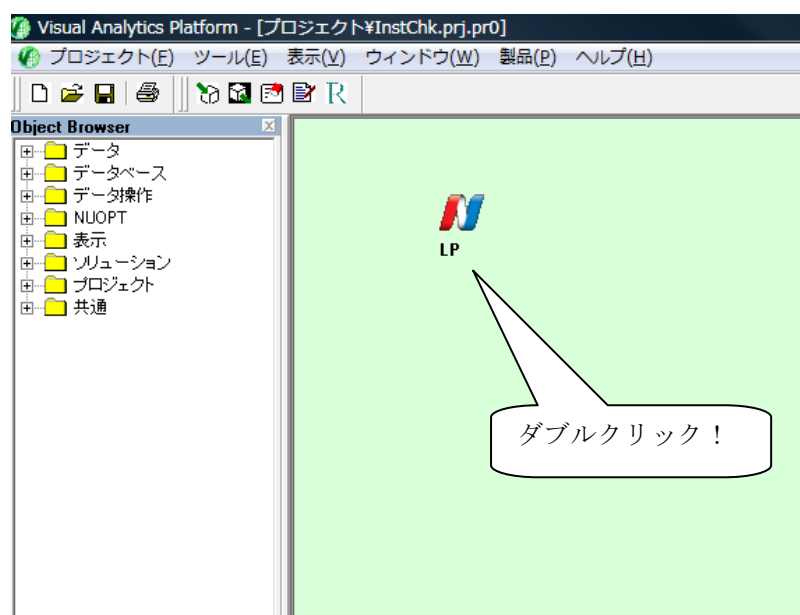 Visual Analytics Platform - [プロジェクト¥InstChk.prj.pr0]
プロジェクト(F) ツール(E) 表示(V) ウィンドウ(W) 製品(P) ヘルプ(H)
R
Object Browser
データ
データベース
データ操作
NUOPT
表示
ソリューション
プロジェクト
共通
LP
ダブルクリック！